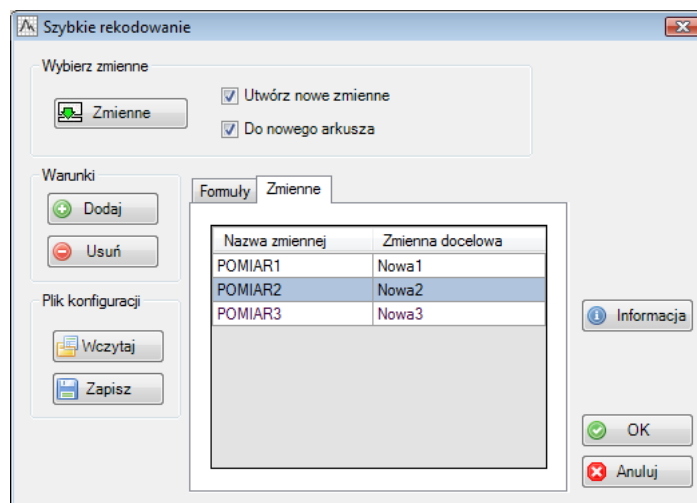 Szybkie rekodowanie
Wybierz zmienne
Zmienne
Utwórz nowe zmienne
Do nowego arkusza
Warunki
Dodaj
Usuń
Plik konfiguracji
Wczytaj
Zapisz
Formuły Zmienne
Nazwa zmiennej Zmienna docelowa
POMIAR1 Nowa1
POMIAR2 Nowa2
POMIAR3 Nowa3
Informacja
OK
Anuluj